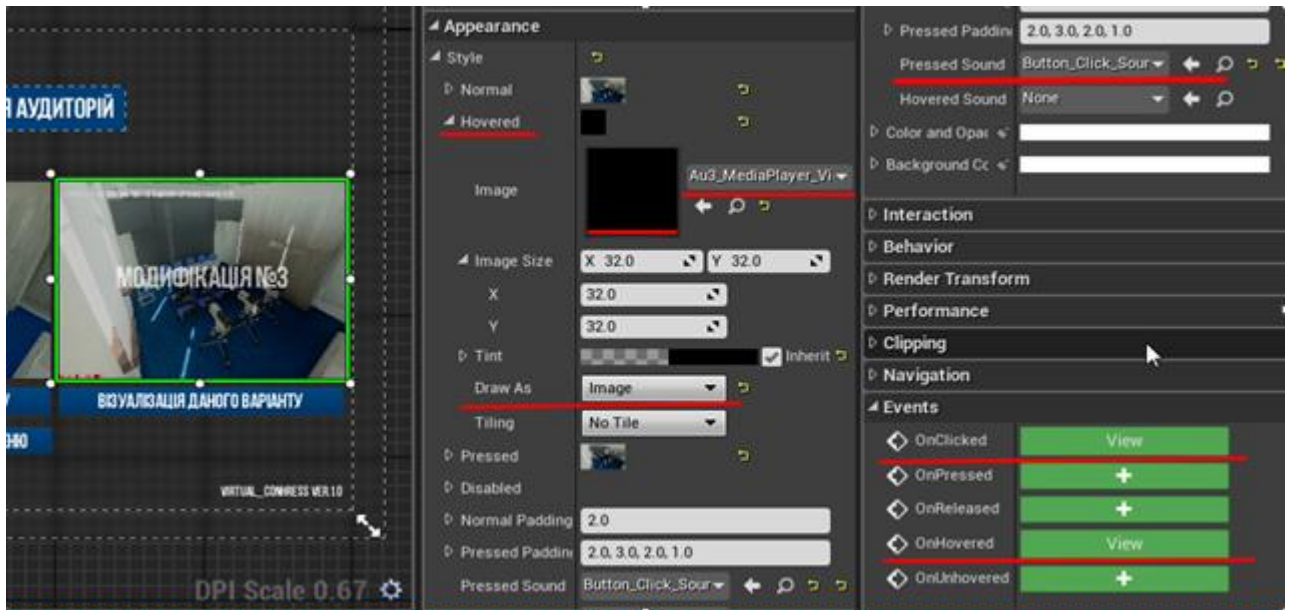 Я АУДИТОРІЙ
МОДИФІКАЦІЯ №3
ВІЗУАЛІЗАЦІЯ ДАНОГО ВАРІАНТУ
НЮ
VIRTUAL_CONHRESS VER.1.0
DPI Scale 0.67
Appearance
Style
Normal
Hovered
Image
Au3_MediaPlayer_Vi
Image Size
X 32.0
Y 32.0
X
32.0
Y
32.0
Tint
Inherit
Draw As
Image
Tiling
No Tile
Pressed
Disabled
Normal Padding
2.0
Pressed Paddin
2.0, 3.0, 2.0, 1.0
Pressed Sound
Button_Click_Sour
Pressed Paddin
2.0, 3.0, 2.0, 1.0
Pressed Sound
Button_Click_Sour
Hovered Sound
None
Color and Opac
Background Cc
Interaction
Behavior
Render Transform
Performance
Clipping
Navigation
Events
OnClicked
View
OnPressed
+
OnReleased
+
OnHovered
View
OnUnhovered
+